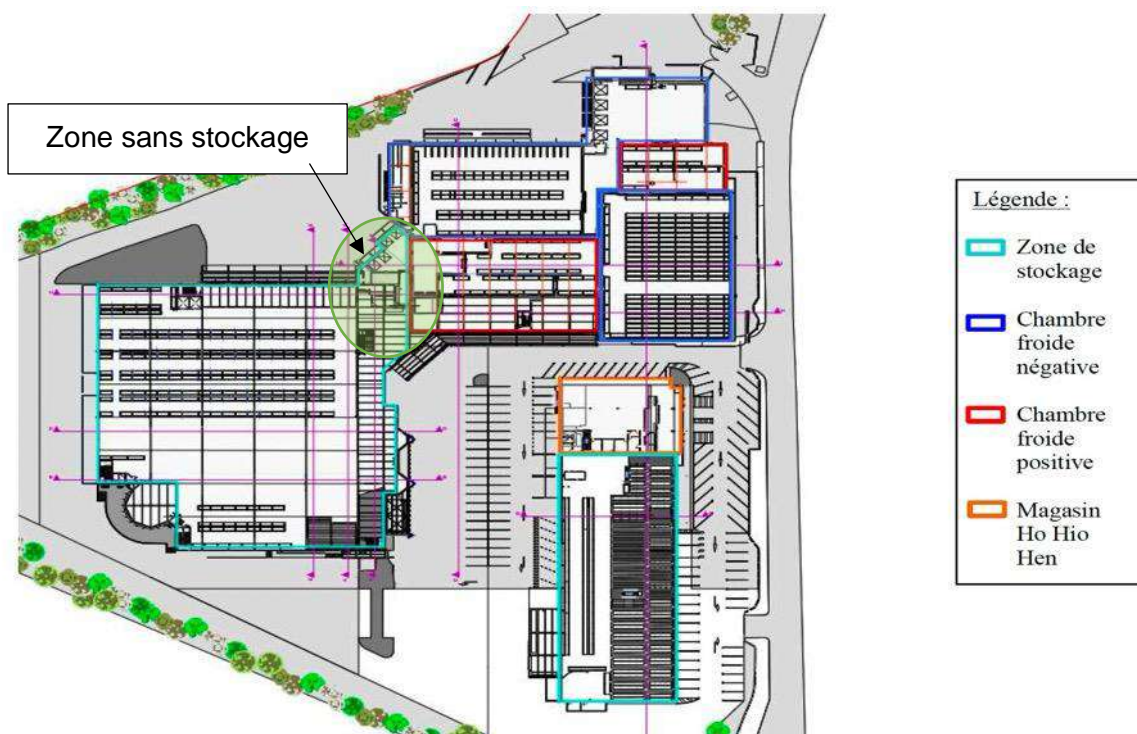 Zone sans stockage
Légende :
Zone de
stockage
Chambre
froide
négative
Chambre
froide
positive
Magasin
Ho Hio
Hen